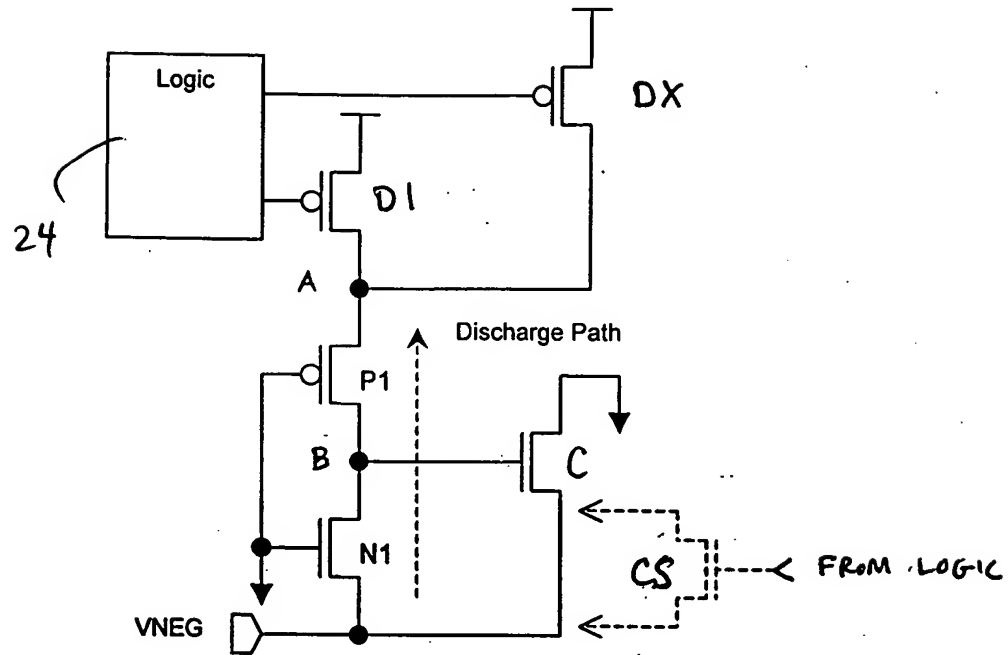 Logic
DX
D1
24
A
Discharge Path
P1
B
C
N1
CS
FROM LOGIC
VNEG